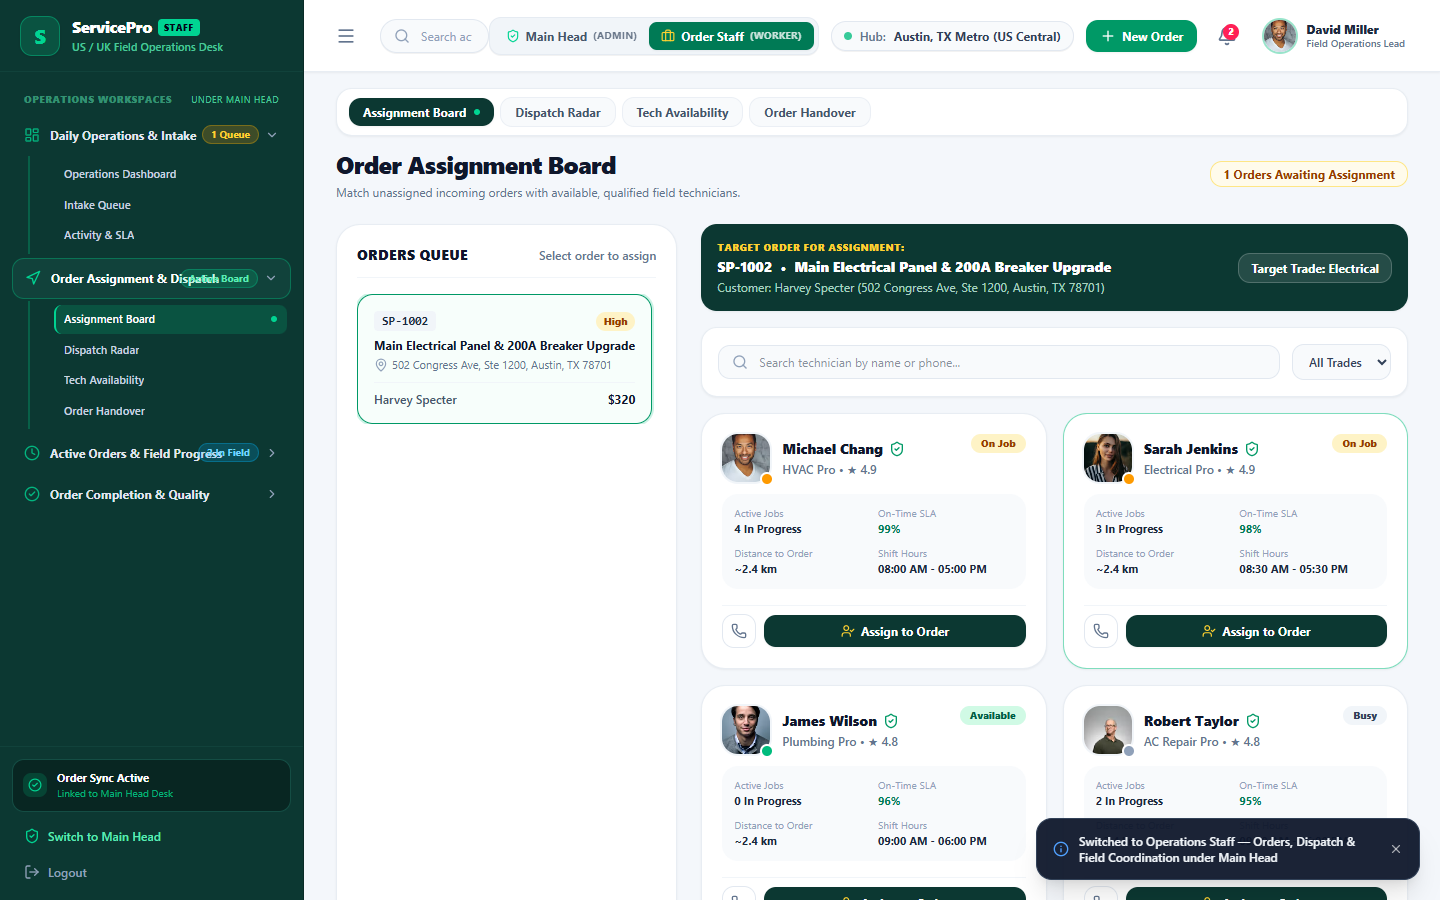 S
ServicePro STAFF
US / UK Field Operations Desk
OPERATIONS WORKSPACES UNDER MAIN HEAD
Daily Operations & Intake 1 Queue
Operations Dashboard
Intake Queue
Activity & SLA
Order Assignment & Dispatch Board
Assignment Board
Dispatch Radar
Tech Availability
Order Handover
Active Orders & Field Progress In Field
Order Completion & Quality
Order Sync Active
Linked to Main Head Desk
Switch to Main Head
Logout
Search ac
Main Head (ADMIN)
Order Staff (WORKER)
Hub: Austin, TX Metro (US Central)
New Order
2
David Miller
Field Operations Lead
Assignment Board
Dispatch Radar
Tech Availability
Order Handover
Order Assignment Board
Match unassigned incoming orders with available, qualified field technicians.
1 Orders Awaiting Assignment
ORDERS QUEUE Select order to assign
SP-1002 High
Main Electrical Panel & 200A Breaker Upgrade
502 Congress Ave, Ste 1200, Austin, TX 78701
Harvey Specter $320
TARGET ORDER FOR ASSIGNMENT:
SP-1002 • Main Electrical Panel & 200A Breaker Upgrade
Customer: Harvey Specter (502 Congress Ave, Ste 1200, Austin, TX 78701)
Target Trade: Electrical
Search technician by name or phone...
All Trades
Michael Chang On Job
HVAC Pro • ★ 4.9
Active Jobs On-Time SLA
4 In Progress 99%
Distance to Order Shift Hours
~2.4 km 08:00 AM - 05:00 PM
Assign to Order
Sarah Jenkins On Job
Electrical Pro • ★ 4.9
Active Jobs On-Time SLA
3 In Progress 98%
Distance to Order Shift Hours
~2.4 km 08:30 AM - 05:30 PM
Assign to Order
James Wilson Available
Plumbing Pro • ★ 4.8
Active Jobs On-Time SLA
0 In Progress 96%
Distance to Order Shift Hours
~2.4 km 09:00 AM - 06:00 PM
Robert Taylor Busy
AC Repair Pro • ★ 4.8
Active Jobs On-Time SLA
2 In Progress 95%
Switched to Operations Staff — Orders, Dispatch &
Field Coordination under Main Head